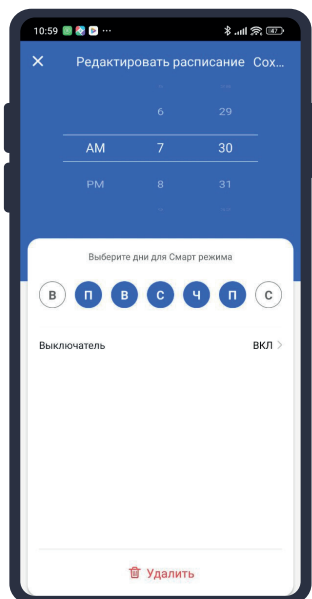 10:59 ... 47
Редактировать расписание Сох...
6 29
AM 7 30
PM 8 31
Выберите дни для Смарт режима
В П В С Ч П С
Выключатель ВКЛ
Удалить